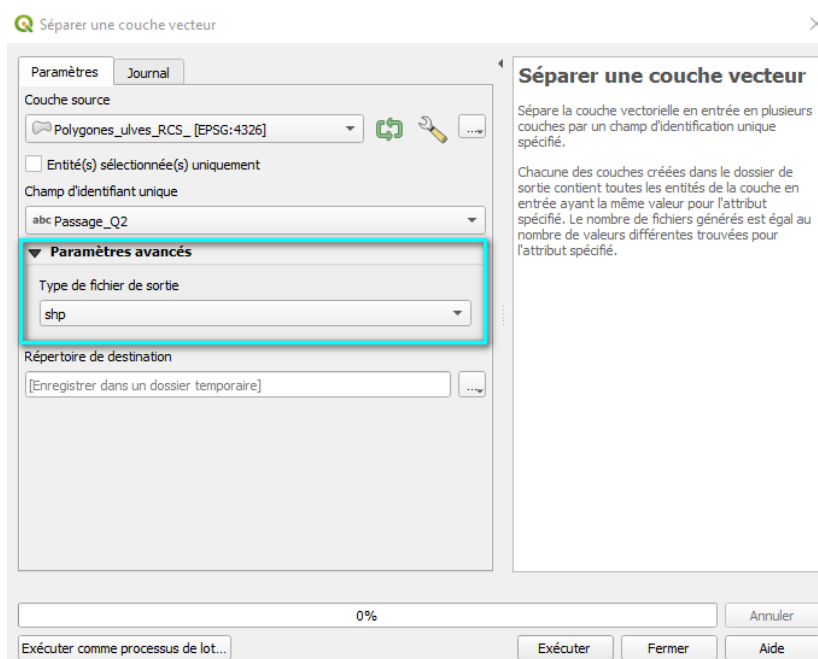 Séparer une couche vecteur
Paramètres
Journal
Couche source
Polygones_ulves_RCS_ [EPSG:4326]
...
Entité(s) sélectionnée(s) uniquement
Champ d'identifiant unique
abc Passage_Q2
Paramètres avancés
Type de fichier de sortie
shp
Répertoire de destination
[Enregistrer dans un dossier temporaire]
...
Séparer une couche vecteur
Sépare la couche vectorielle en entrée en plusieurs
couches par un champ d'identification unique
spécifié.
Chacune des couches créées dans le dossier de
sortie contient toutes les entités de la couche en
entrée ayant la même valeur pour l'attribut
spécifié. Le nombre de fichiers générés est égal au
nombre de valeurs différentes trouvées pour
l'attribut spécifié.
0%
Annuler
Exécuter comme processus de lot...
Exécuter
Fermer
Aide